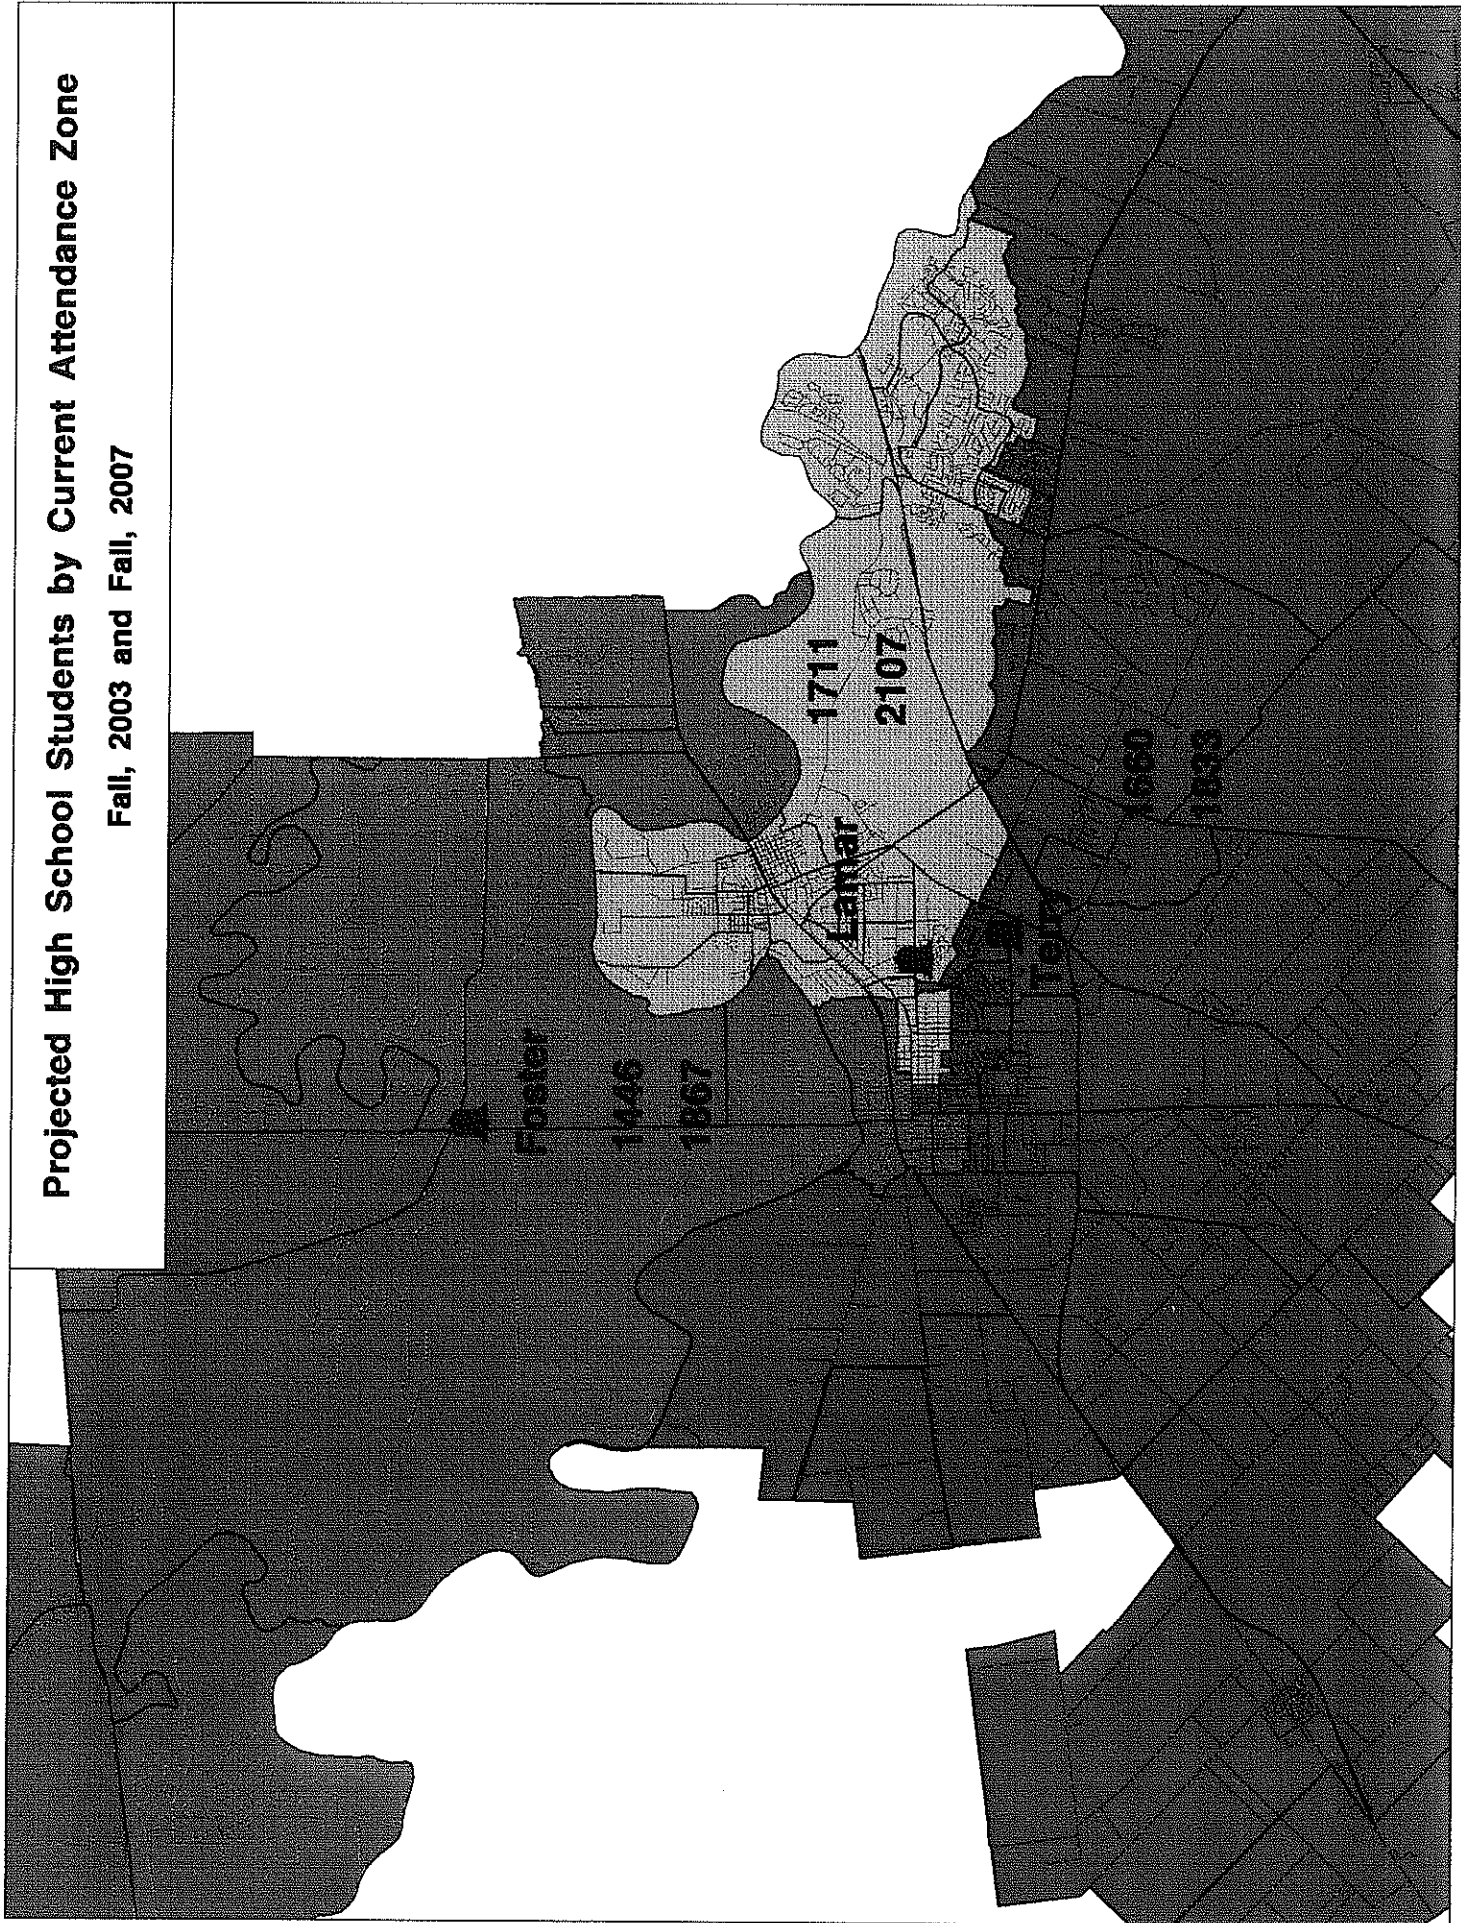 Projected High School Students by Current Attendance Zone
Fall, 2003 and Fall, 2007
Foster
1446
1867
Lamar
1711
2107
Terry
1660
1833